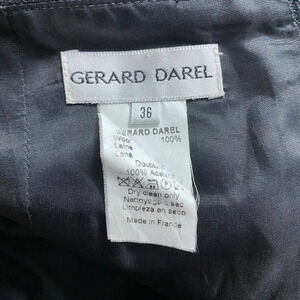 GERARD DAREL
36
GERARD DAREL
Wool 100%
Laine
Lana
Doublure
100% Acetate
Dry clean only
Nettoyage à sec
Limpieza en seco
Made in France